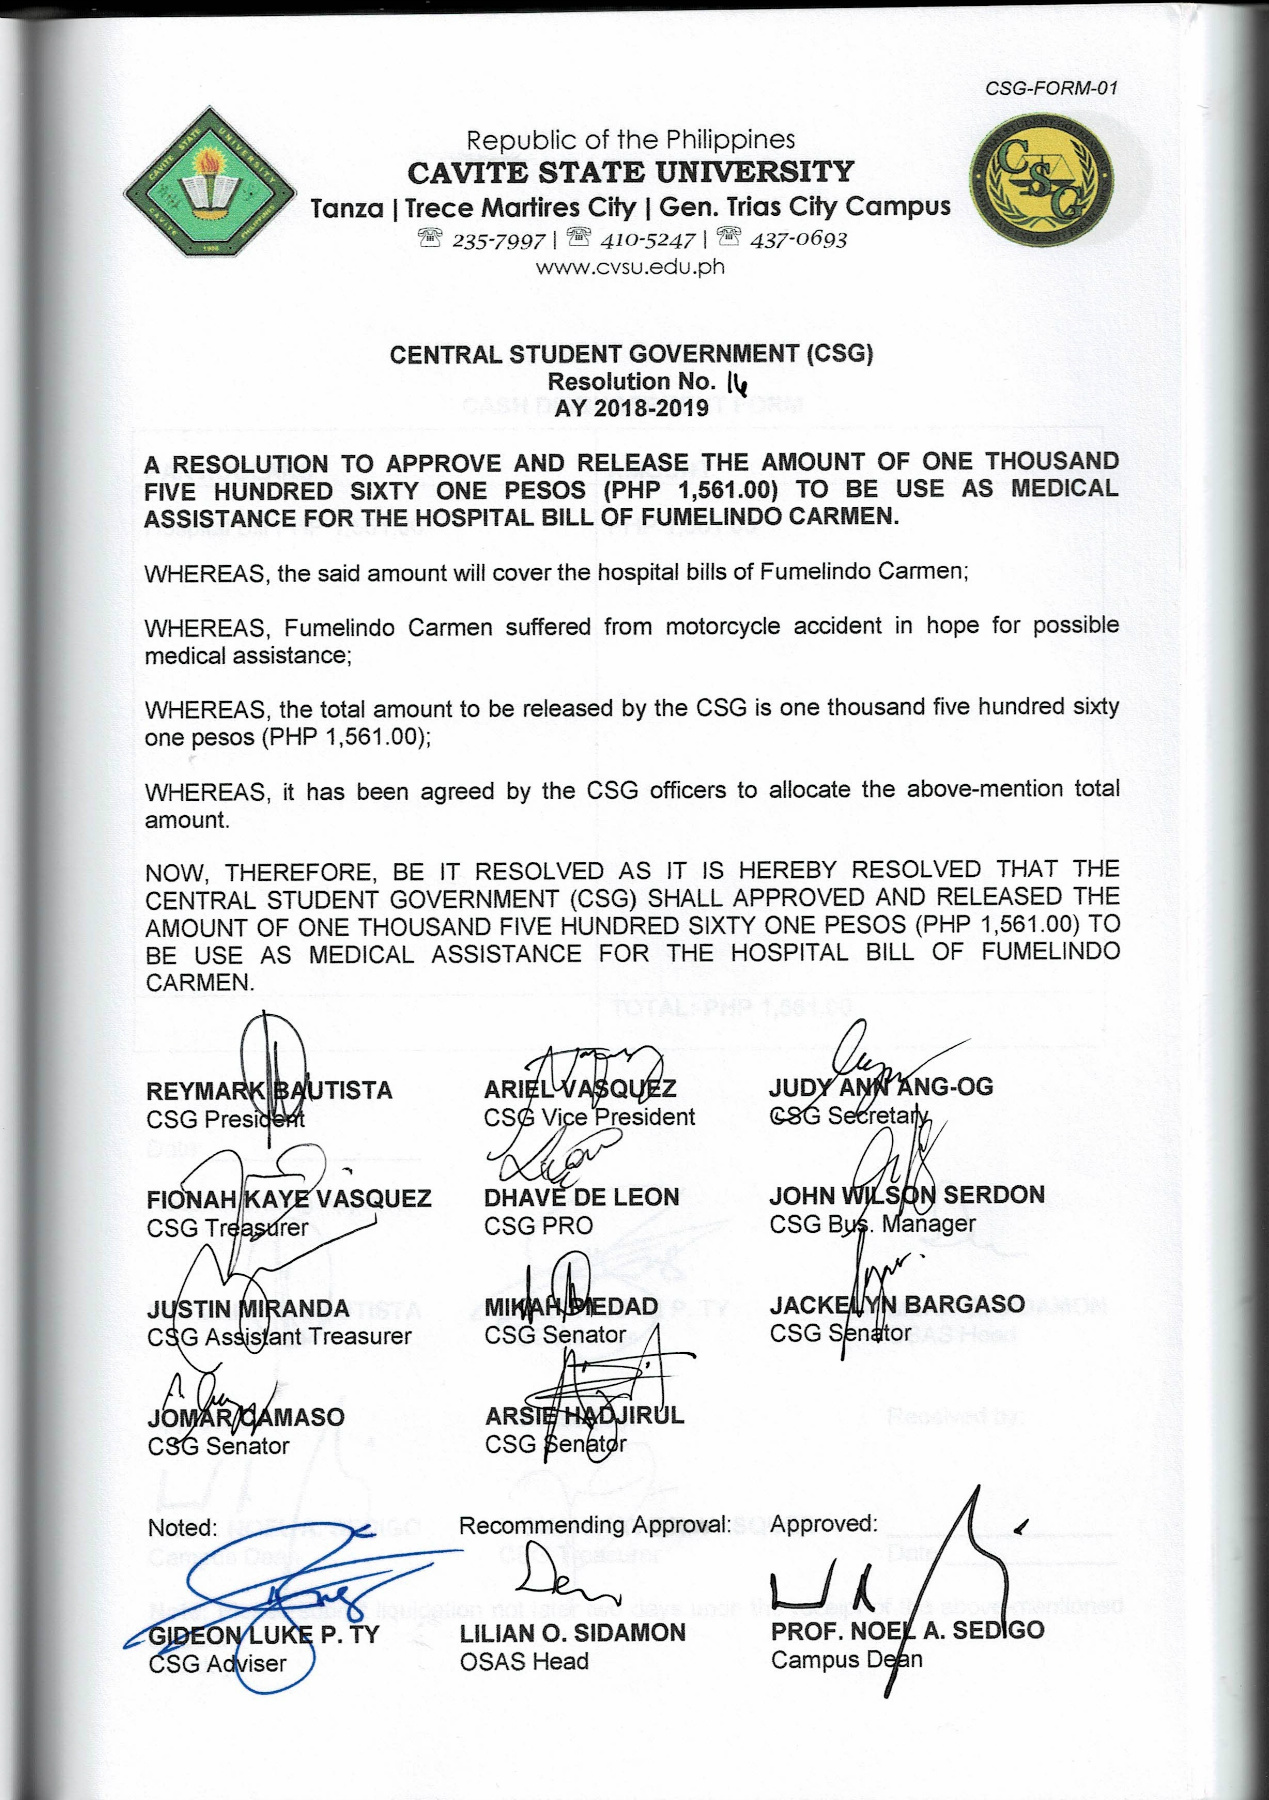 CSG-FORM-01
Republic of the Philippines
CAVITE STATE UNIVERSITY
Tanza | Trece Martires City | Gen. Trias City Campus
☏ 235-7997 | ☏ 410-5247 | ☏ 437-0693
www.cvsu.edu.ph
CAVITE STATE UNIVERSITY
CAVITE PHILIPPINES
1906
CSG
CENTRAL STUDENT GOVERNMENT (CSG)
Resolution No. 16
AY 2018-2019
A RESOLUTION TO APPROVE AND RELEASE THE AMOUNT OF ONE THOUSAND
FIVE HUNDRED SIXTY ONE PESOS (PHP 1,561.00) TO BE USE AS MEDICAL
ASSISTANCE FOR THE HOSPITAL BILL OF FUMELINDO CARMEN.
WHEREAS, the said amount will cover the hospital bills of Fumelindo Carmen;
WHEREAS, Fumelindo Carmen suffered from motorcycle accident in hope for possible
medical assistance;
WHEREAS, the total amount to be released by the CSG is one thousand five hundred sixty
one pesos (PHP 1,561.00);
WHEREAS, it has been agreed by the CSG officers to allocate the above-mention total
amount.
NOW, THEREFORE, BE IT RESOLVED AS IT IS HEREBY RESOLVED THAT THE
CENTRAL STUDENT GOVERNMENT (CSG) SHALL APPROVED AND RELEASED THE
AMOUNT OF ONE THOUSAND FIVE HUNDRED SIXTY ONE PESOS (PHP 1,561.00) TO
BE USE AS MEDICAL ASSISTANCE FOR THE HOSPITAL BILL OF FUMELINDO
CARMEN.
REYMARK BAUTISTA ARIEL VASQUEZ JUDY ANN ANG-OG
CSG President CSG Vice President CSG Secretary
FIONAH KAYE VASQUEZ DHAVE DE LEON JOHN WILSON SERDON
CSG Treasurer CSG PRO CSG Bus. Manager
JUSTIN MIRANDA MIKAH PIEDAD JACKELYN BARGASO
CSG Assistant Treasurer CSG Senator CSG Senator
JOMAR CAMASO ARSIE HADJIRUL
CSG Senator CSG Senator
Noted: Recommending Approval: Approved:
GIDEON LUKE P. TY LILIAN O. SIDAMON PROF. NOEL A. SEDIGO
CSG Adviser OSAS Head Campus Dean